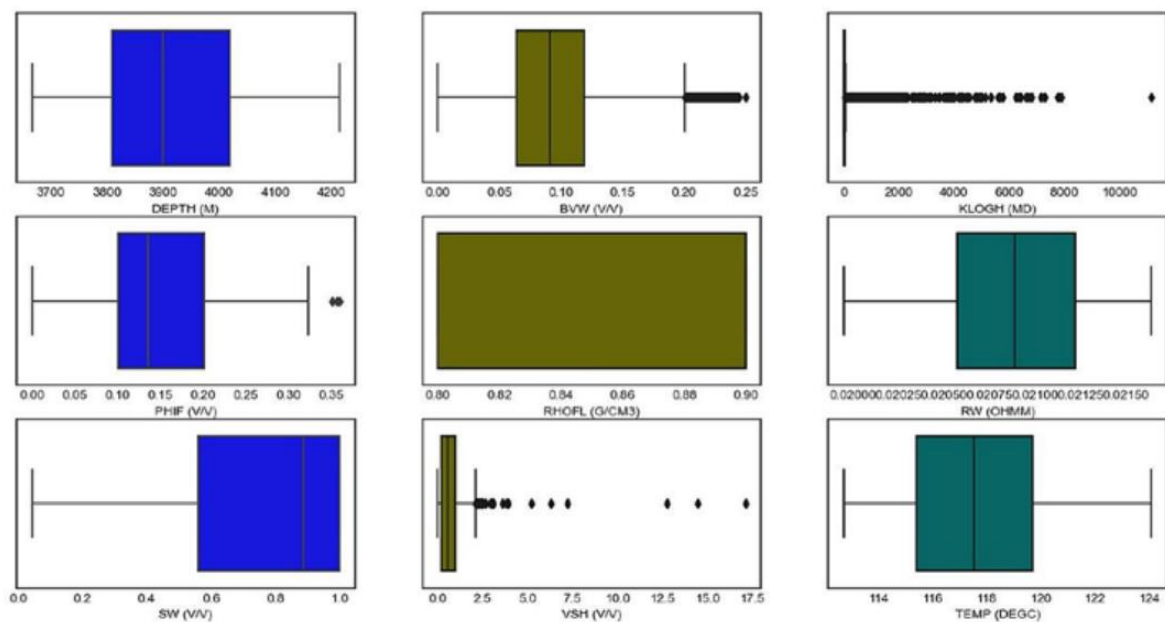 3700 3800 3900 4000 4100 4200
DEPTH (M)
0.00 0.05 0.10 0.15 0.20 0.25
BVW (V/V)
0 2000 4000 6000 8000 10000
KLOGH (MD)
0.00 0.05 0.10 0.15 0.20 0.25 0.30 0.35
PHIF (V/V)
0.80 0.82 0.84 0.86 0.88 0.90
RHOFL (G/CM3)
0.020000.020250.020500.020750.021000.021250.02150
RW (OHMM)
0.0 0.2 0.4 0.6 0.8 1.0
SW (V/V)
0.0 2.5 5.0 7.5 10.0 12.5 15.0 17.5
VSH (V/V)
114 116 118 120 122 124
TEMP (DEGC)